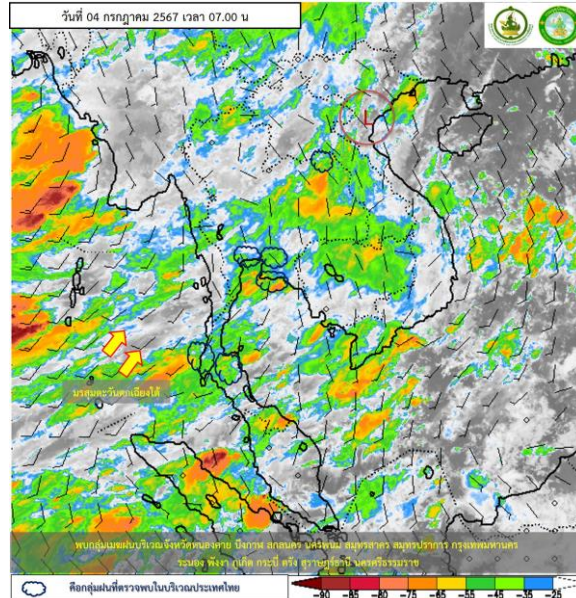 วันที่ 04 กรกฎาคม 2567 เวลา 07.00 น
L
มรสุมตะวันตกเฉียงใต้
พบกลุ่มเมฆฝนบริเวณจังหวัดหนองคาย บึงกาฬ สกลนคร นครพนม สมุทรสาคร สมุทรปราการ กรุงเทพมหานคร
ระนอง พังงา ภูเก็ต กระบี่ ตรัง สุราษฎร์ธานี นครศรีธรรมราช
คือกลุ่มฝนที่ตรวจพบในบริเวณประเทศไทย
-90 -85 -80 -75 -65 -55 -45 -35 -25